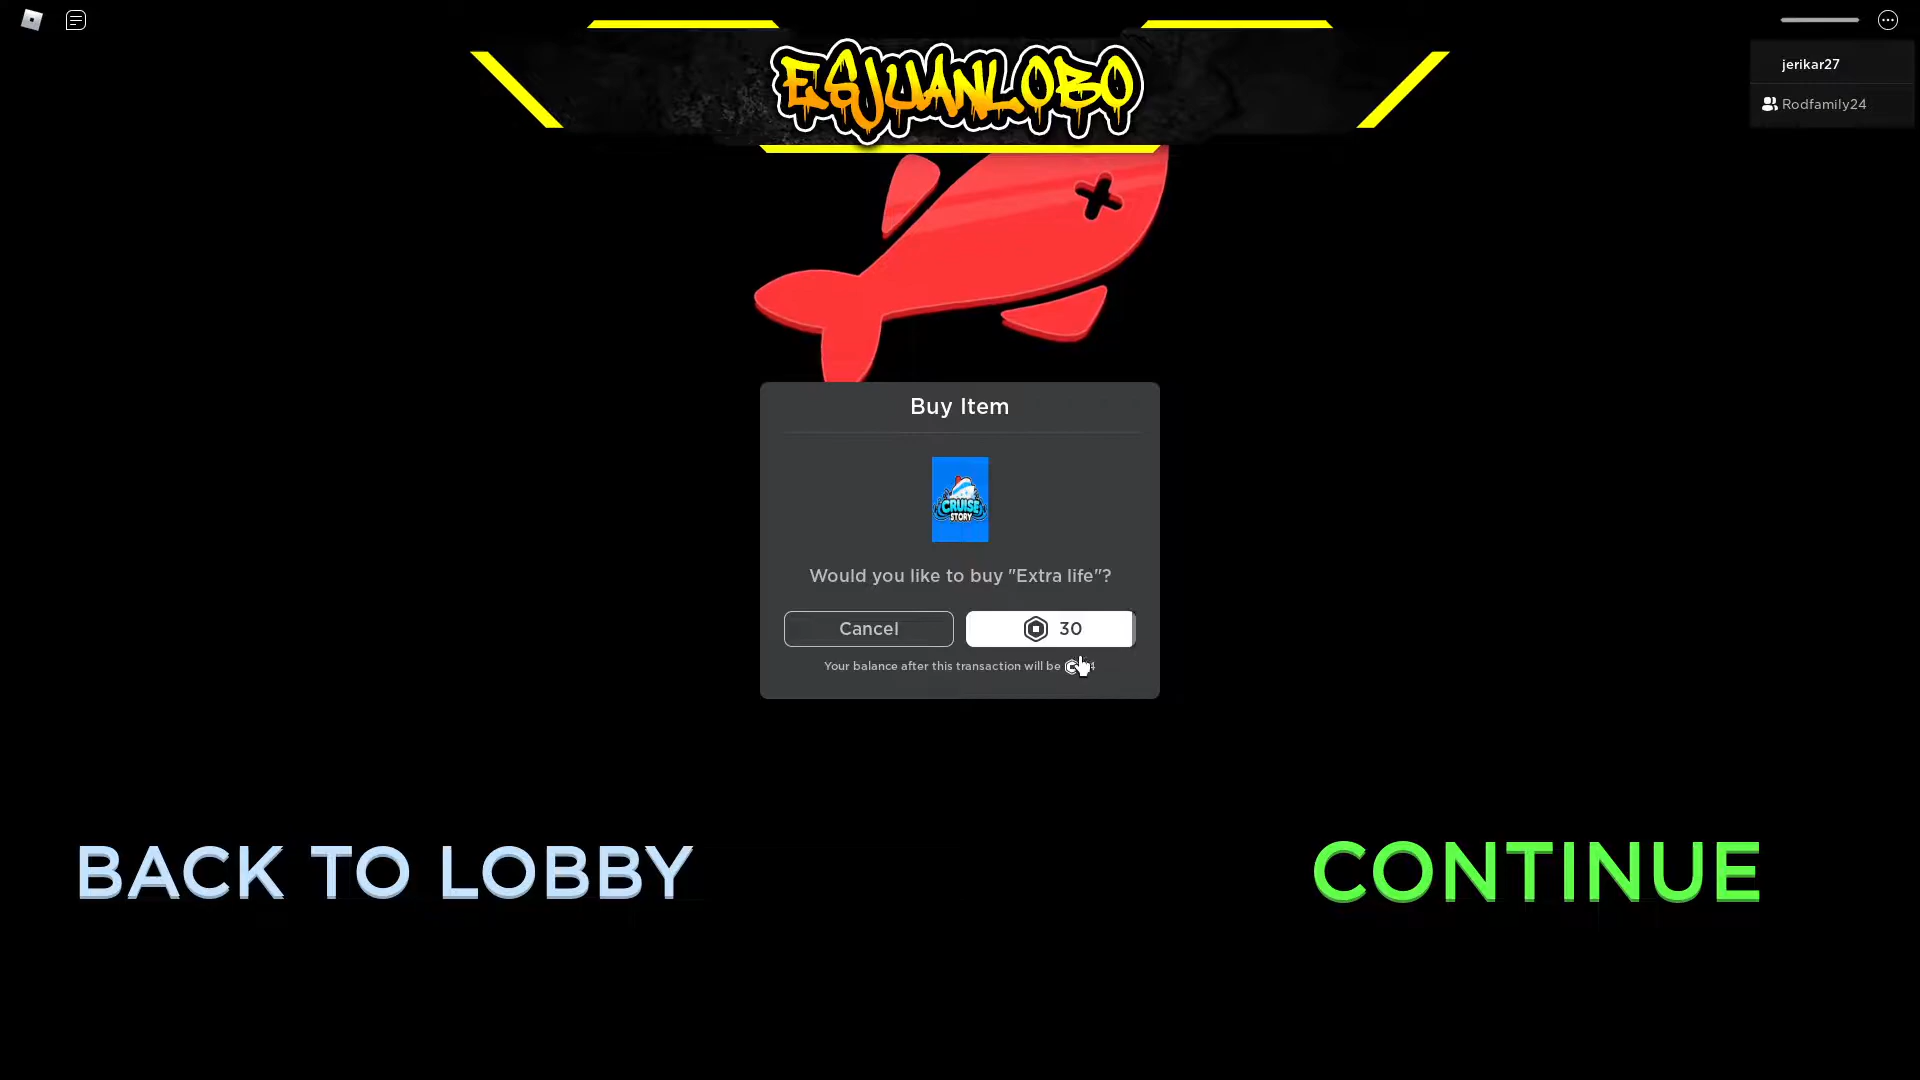 ESJUANLOBO
jerikar27
Rodfamily24
Buy Item
CRUISE
STORY
Would you like to buy "Extra life"?
Cancel
30
Your balance after this transaction will be
BACK TO LOBBY
CONTINUE